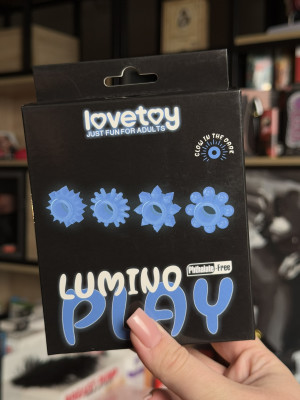 lovetoy
JUST FUN FOR ADULTS
GLOW IN THE DARK
LUMINO
Phthalate-Free
PLAY